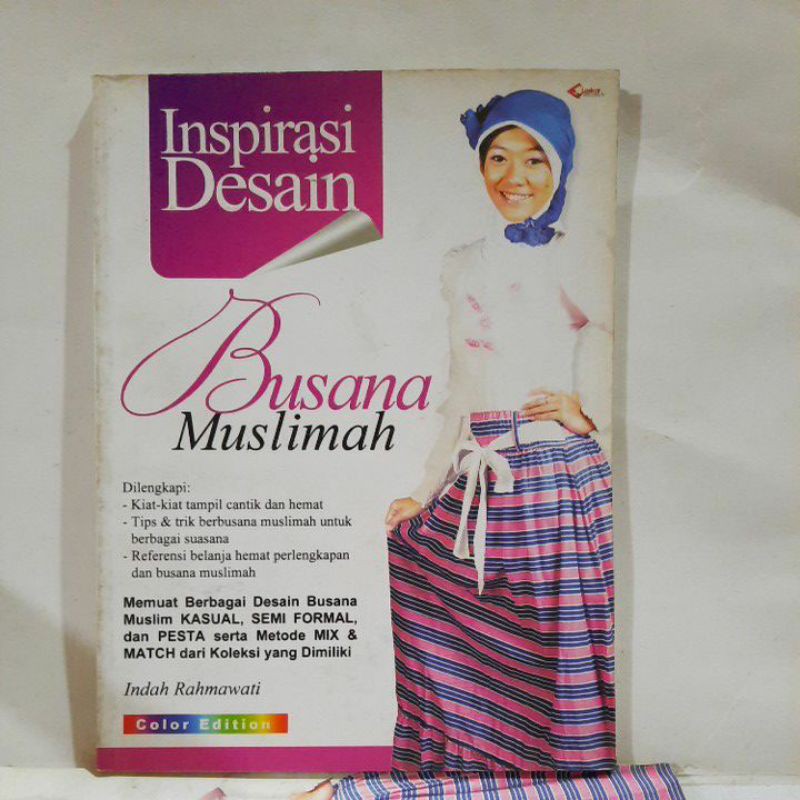 Inspirasi
Desain
Busana
Muslimah
Dilengkapi:
- Kiat-kiat tampil cantik dan hemat
- Tips & trik berbusana muslimah untuk
berbagai suasana
- Referensi belanja hemat perlengkapan
dan busana muslimah
Memuat Berbagai Desain Busana
Muslim KASUAL, SEMI FORMAL,
dan PESTA serta Metode MIX &
MATCH dari Koleksi yang Dimiliki
Indah Rahmawati
Color Edition